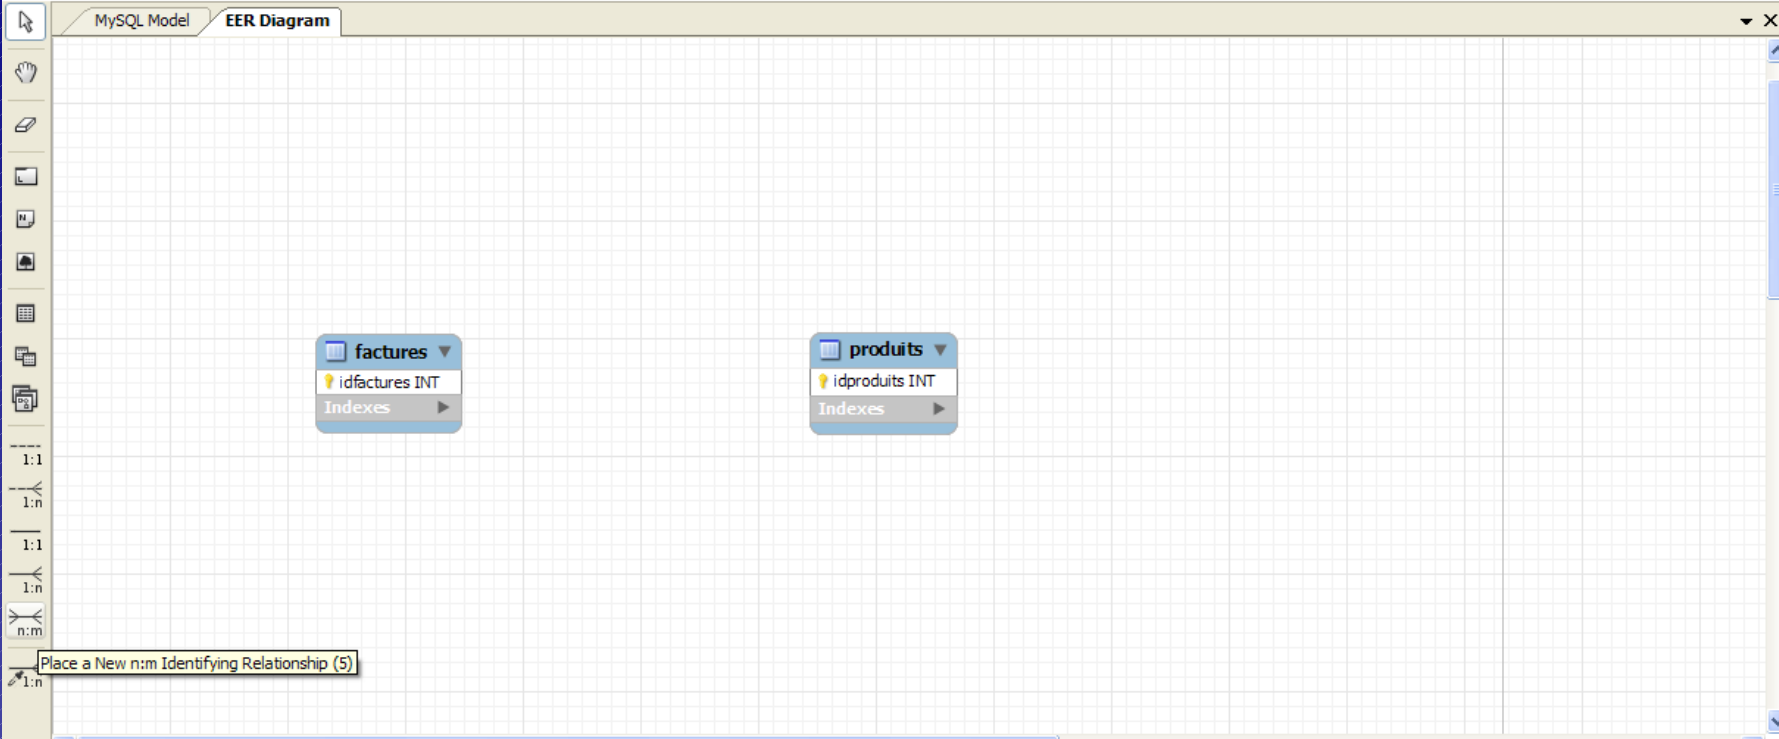 MySQL Model
EER Diagram
factures
idfactures INT
Indexes
produits
idproduits INT
Indexes
1:1
1:n
1:1
1:n
n:m
Place a New n:m Identifying Relationship (5)
1:n